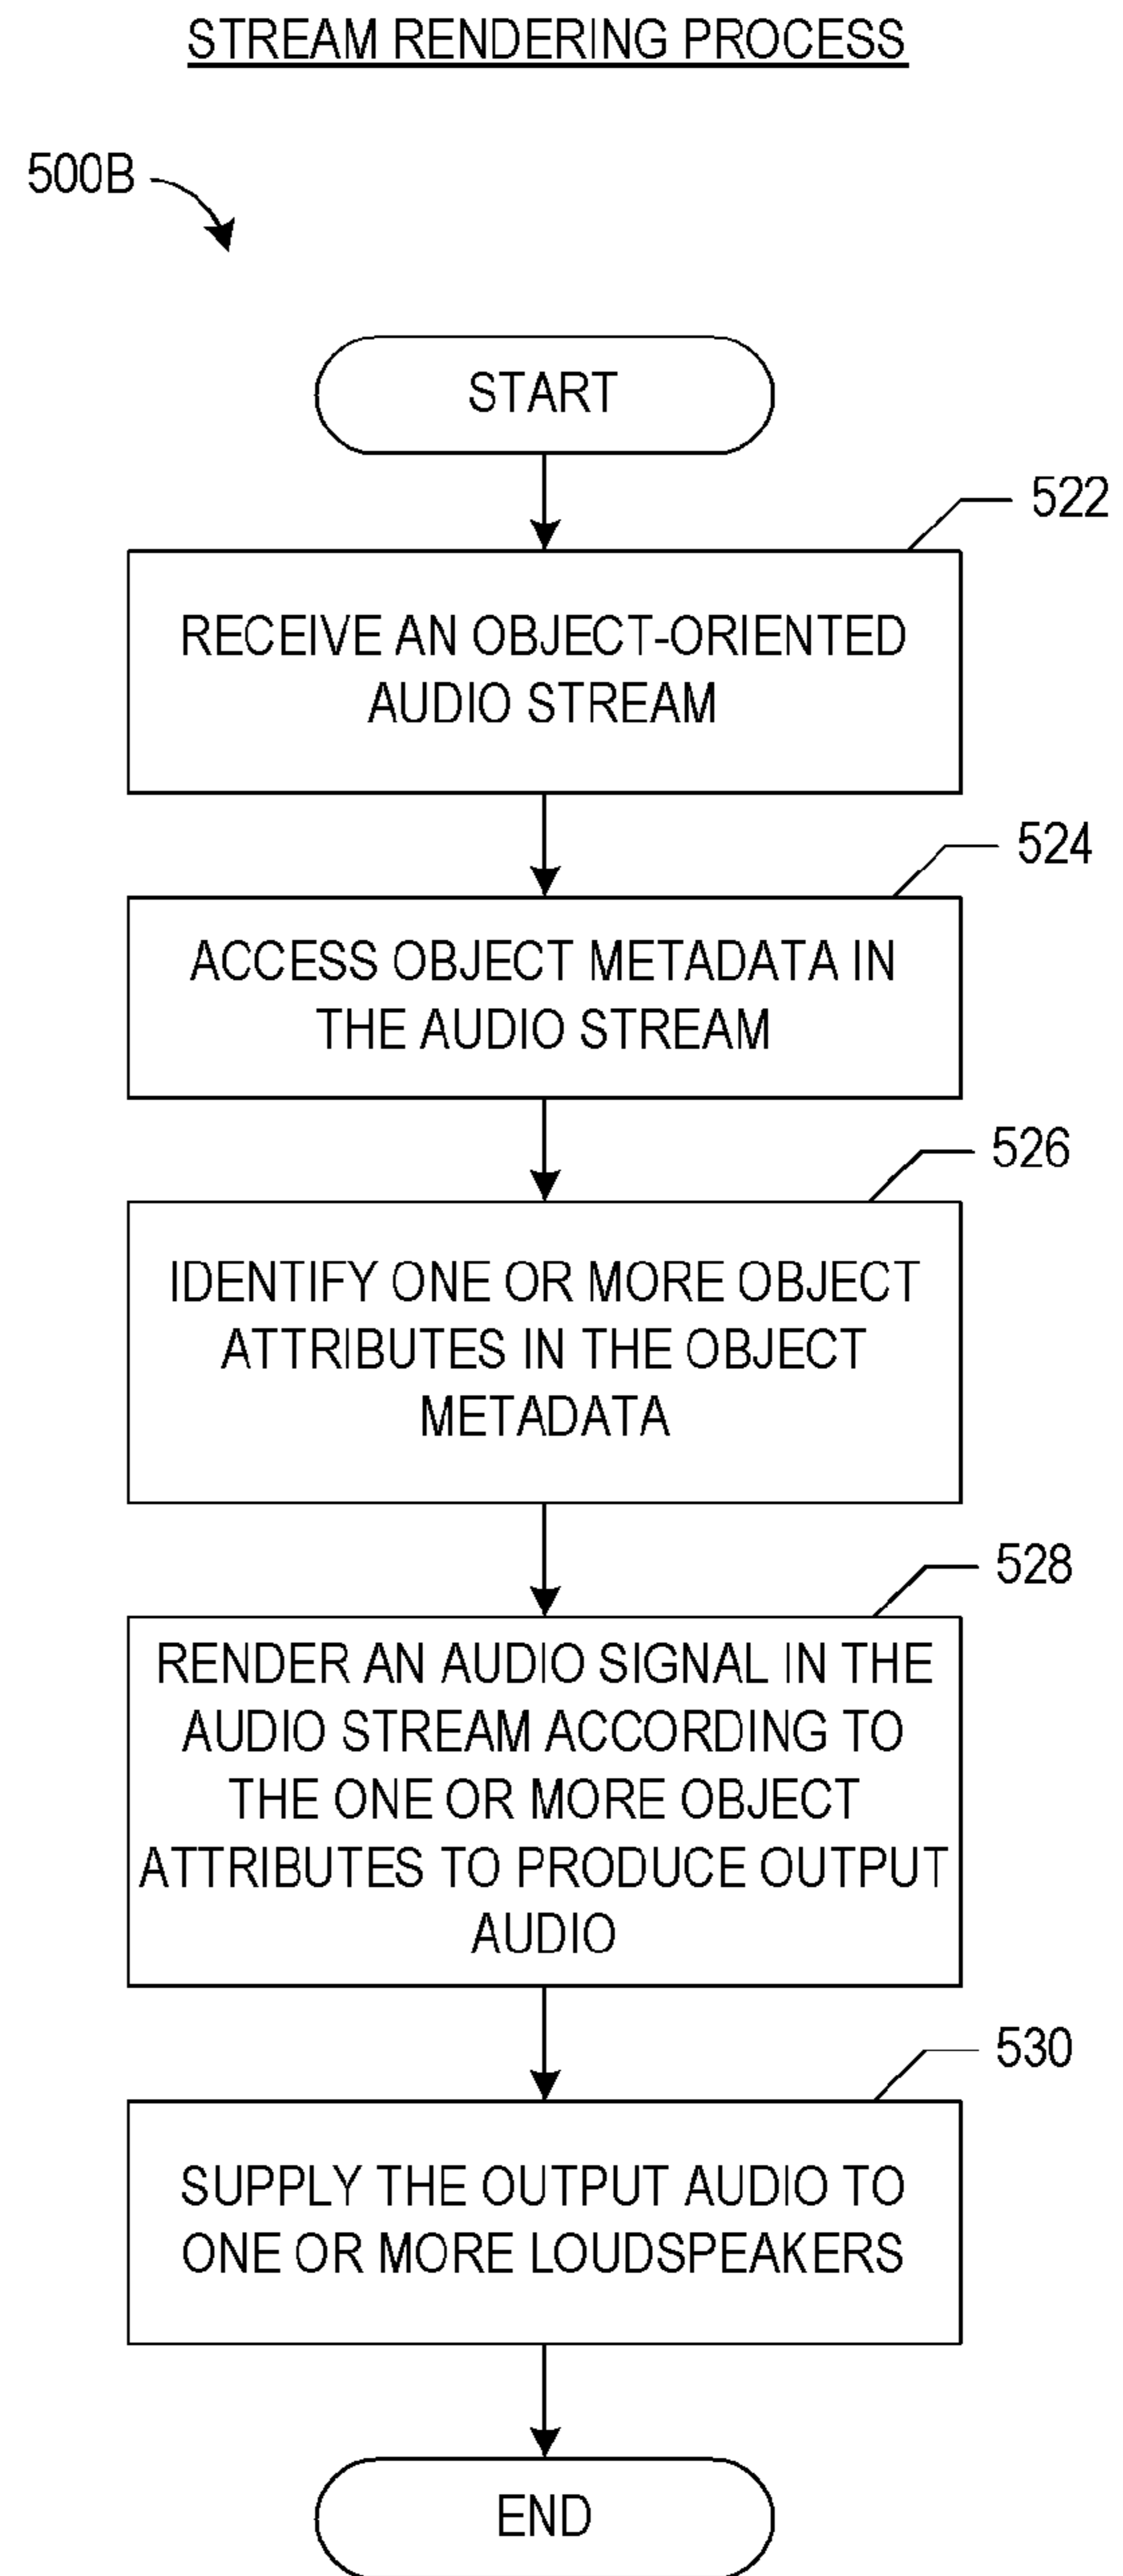 STREAM RENDERING PROCESS
500B
START
522
RECEIVE AN OBJECT-ORIENTED
AUDIO STREAM
524
ACCESS OBJECT METADATA IN
THE AUDIO STREAM
526
IDENTIFY ONE OR MORE OBJECT
ATTRIBUTES IN THE OBJECT
METADATA
528
RENDER AN AUDIO SIGNAL IN THE
AUDIO STREAM ACCORDING TO
THE ONE OR MORE OBJECT
ATTRIBUTES TO PRODUCE OUTPUT
AUDIO
530
SUPPLY THE OUTPUT AUDIO TO
ONE OR MORE LOUDSPEAKERS
END